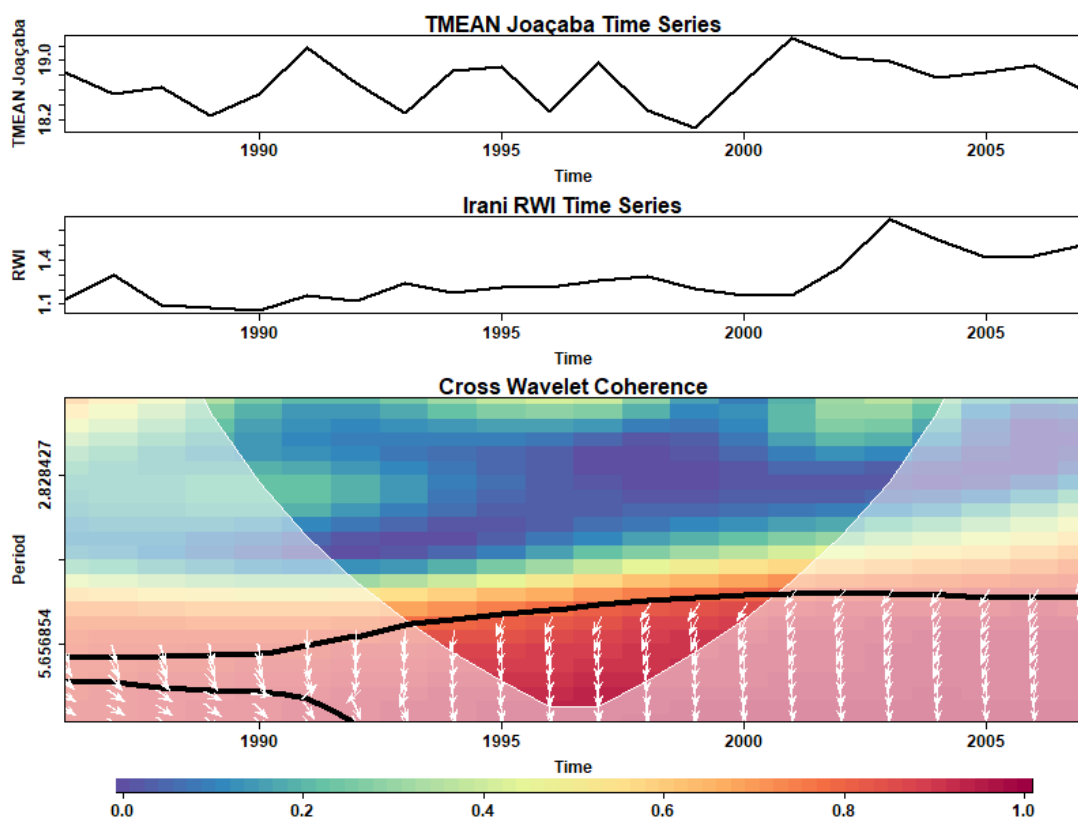 TMEAN Joaçaba Time Series
TMEAN Joaçaba
19.0
18.2
1990 1995 2000 2005
Time
Irani RWI Time Series
RWI
1.4
1.1
1990 1995 2000 2005
Time
Cross Wavelet Coherence
Period
2.828427
5.656854
1990 1995 2000 2005
Time
0.0 0.2 0.4 0.6 0.8 1.0